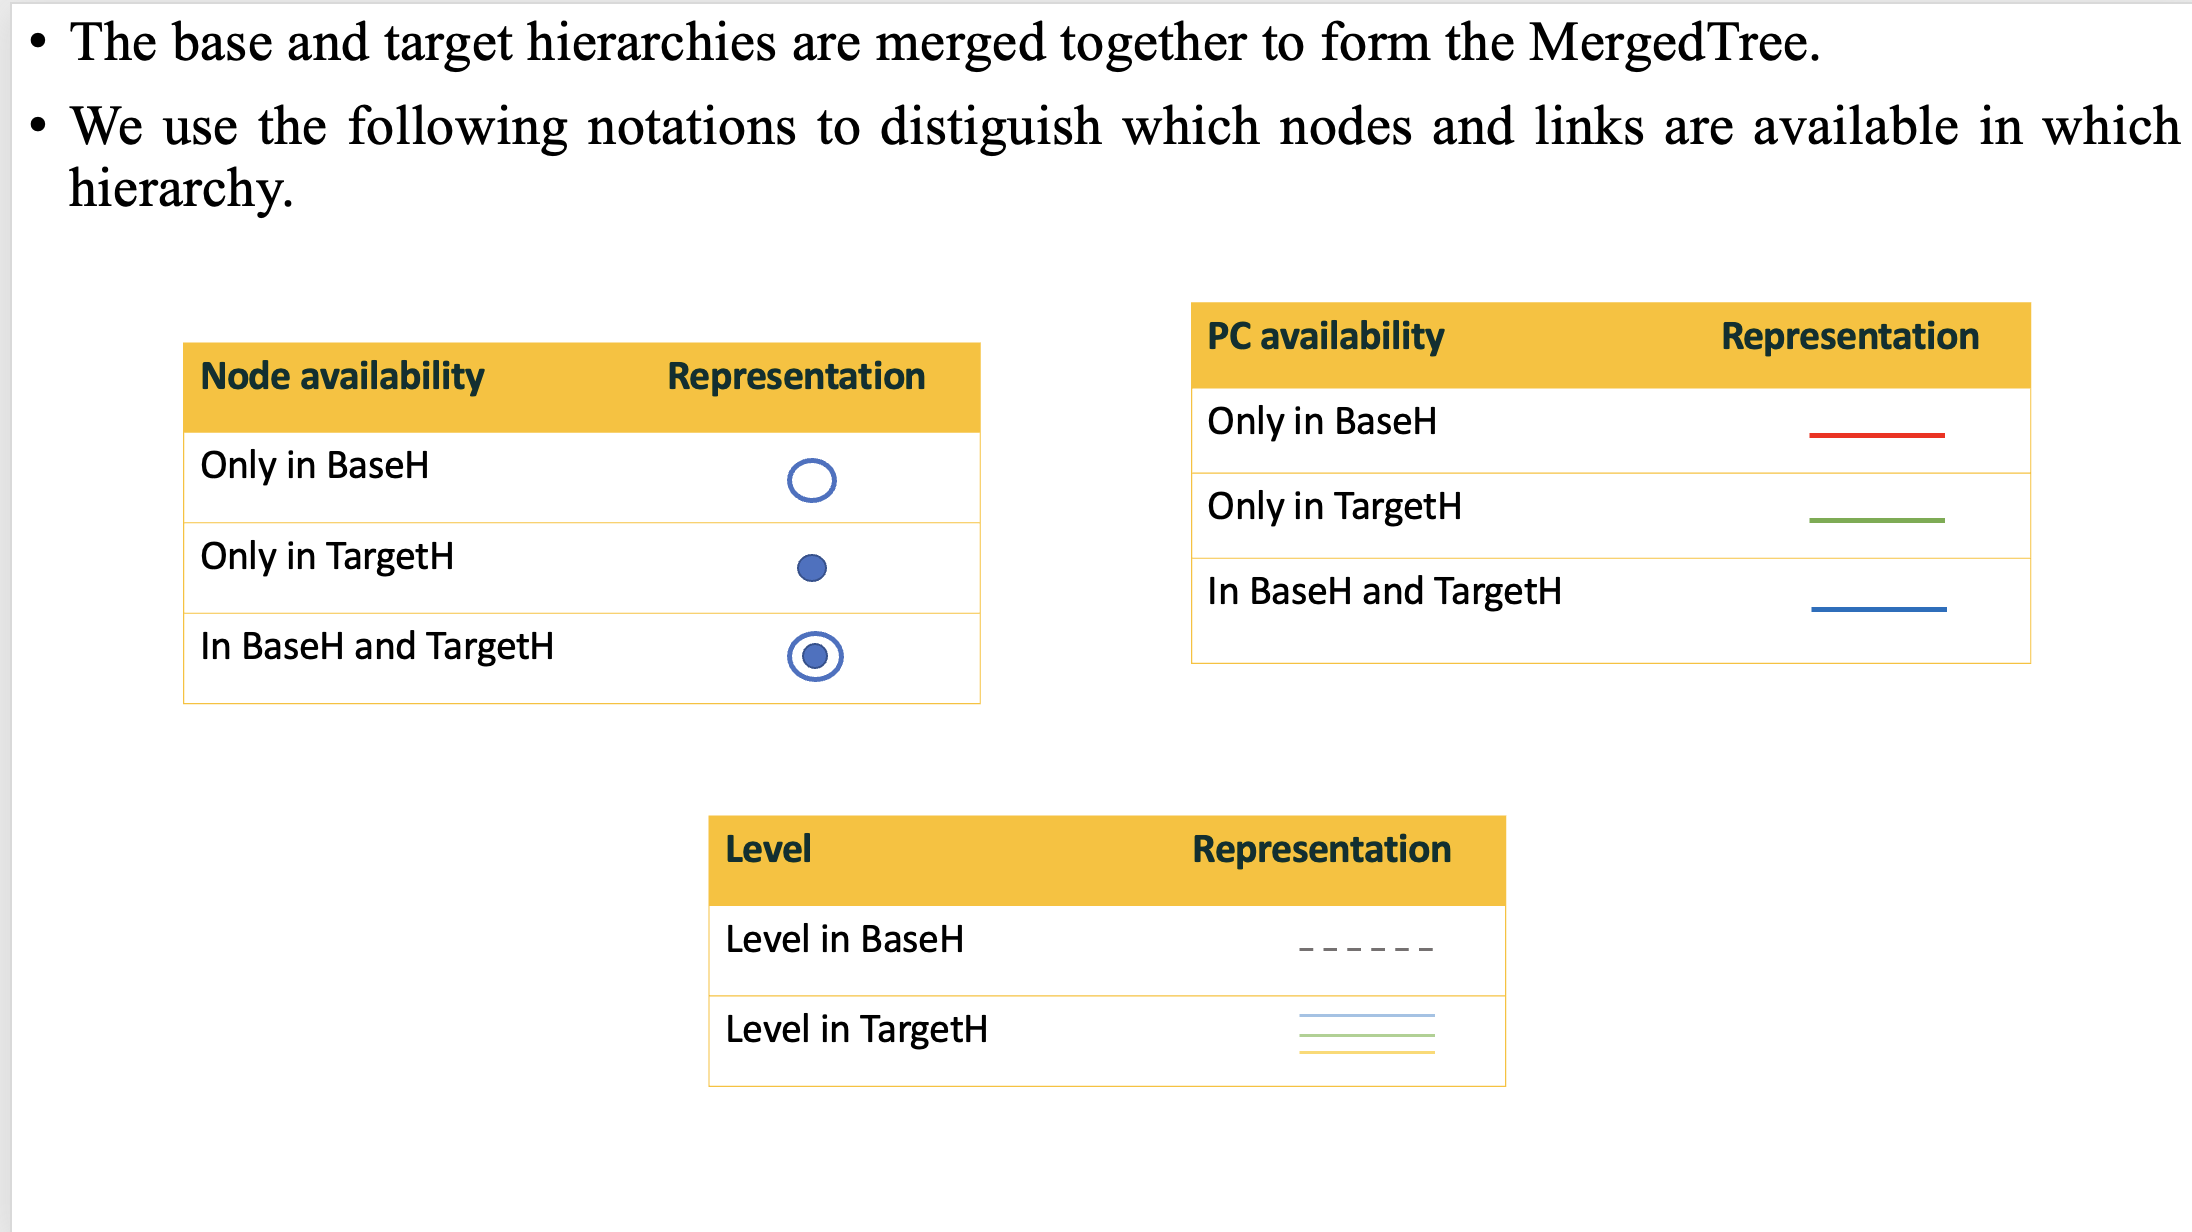 • The base and target hierarchies are merged together to form the MergedTree.
• We use the following notations to distiguish which nodes and links are available in which
hierarchy.
Node availability Representation
Only in BaseH
Only in TargetH
In BaseH and TargetH
PC availability Representation
Only in BaseH
Only in TargetH
In BaseH and TargetH
Level Representation
Level in BaseH
Level in TargetH